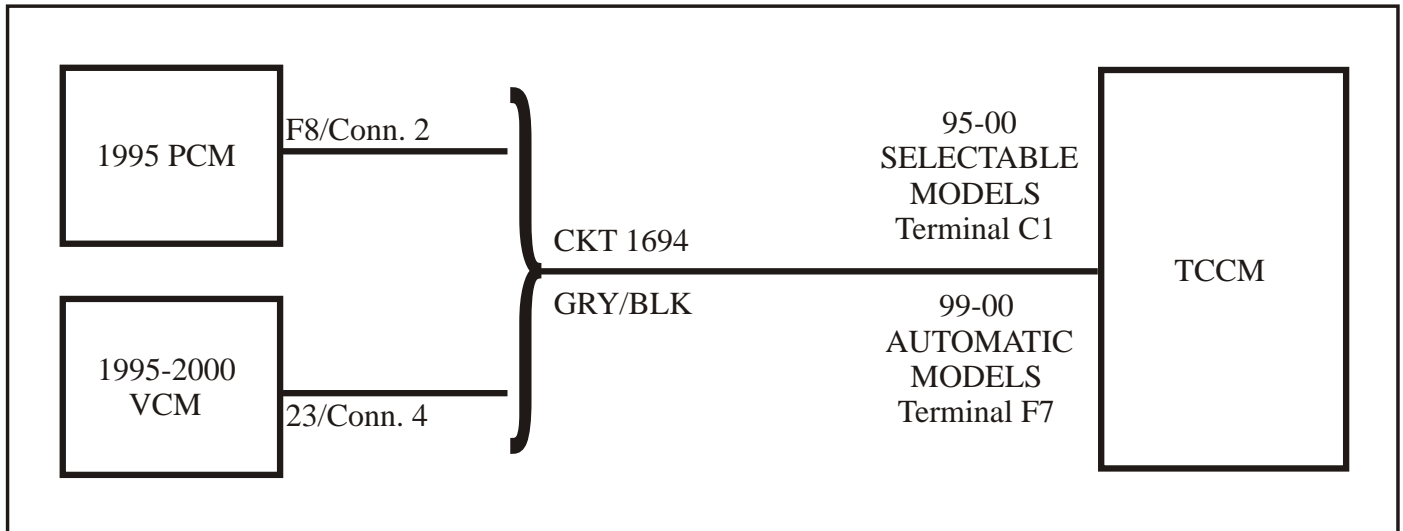 1995 PCM
F8/Conn. 2
1995-2000
VCM
23/Conn. 4
CKT 1694
GRY/BLK
95-00
SELECTABLE
MODELS
Terminal C1
99-00
AUTOMATIC
MODELS
Terminal F7
TCCM